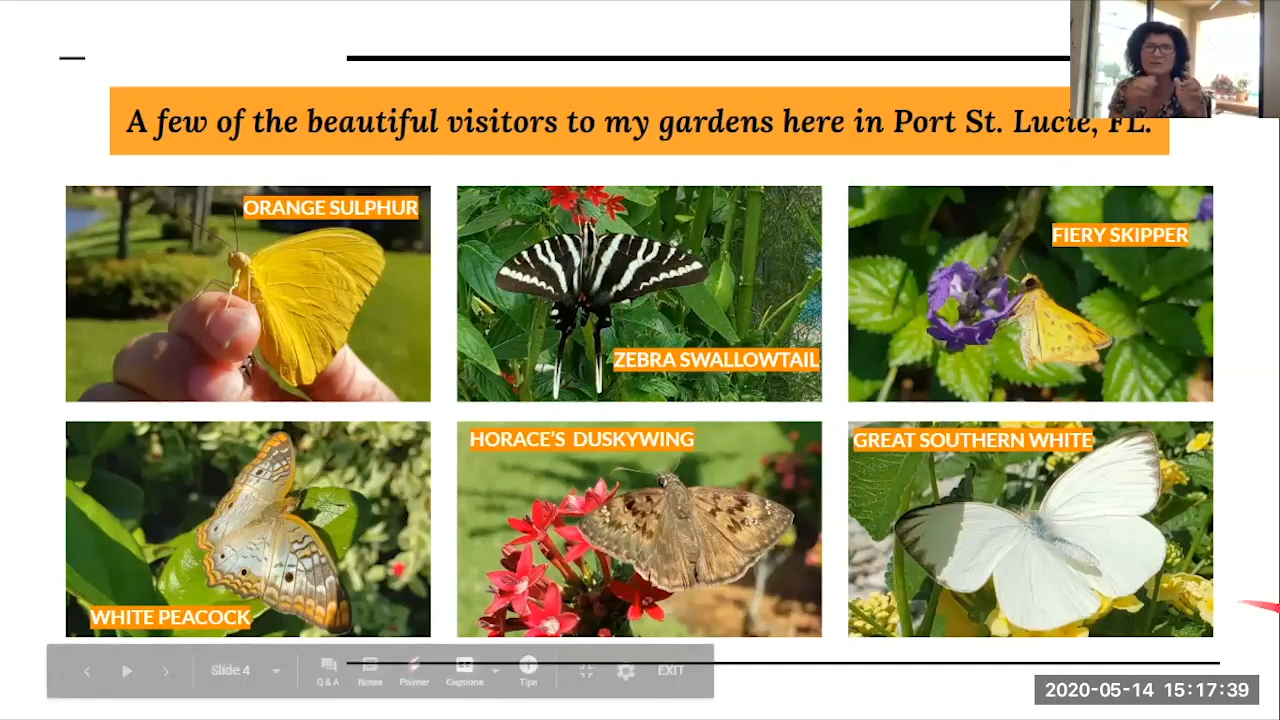 A few of the beautiful visitors to my gardens here in Port St. Lucie, FL.
ORANGE SULPHUR
ZEBRA SWALLOWTAIL
FIERY SKIPPER
WHITE PEACOCK
HORACE'S DUSKYWING
GREAT SOUTHERN WHITE
Slide 4
Q & A
Notes
Pointer
Captions
Tips
EXIT
2020-05-14 15:17:39